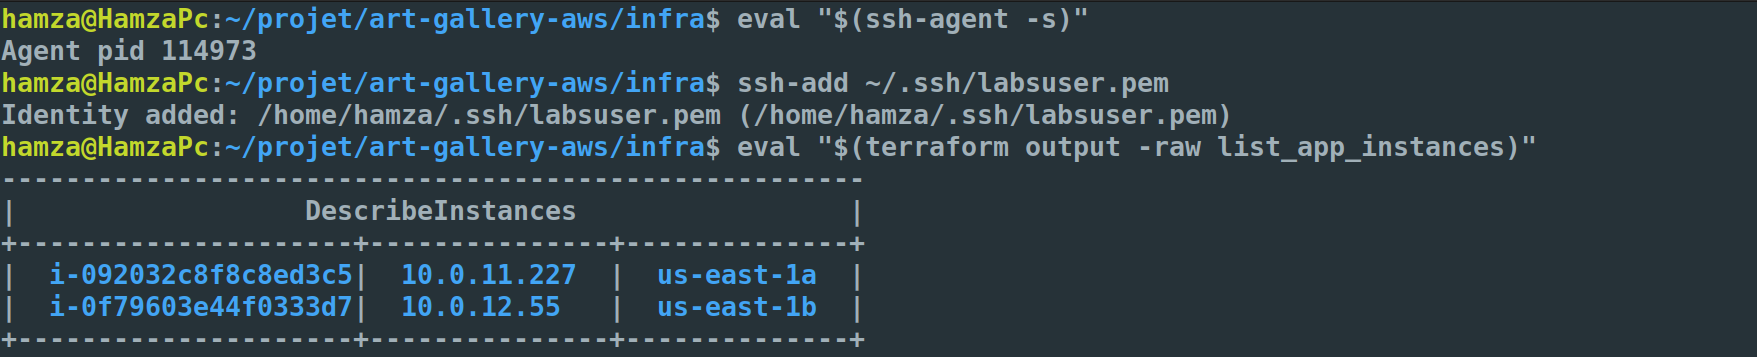 hamza@HamzaPc:~/projet/art-gallery-aws/infra$ eval "$(ssh-agent -s)"
Agent pid 114973
hamza@HamzaPc:~/projet/art-gallery-aws/infra$ ssh-add ~/.ssh/labsuser.pem
Identity added: /home/hamza/.ssh/labsuser.pem (/home/hamza/.ssh/labsuser.pem)
hamza@HamzaPc:~/projet/art-gallery-aws/infra$ eval "$(terraform output -raw list_app_instances)"
------------------------------------------------------
|                  DescribeInstances                 |
+---------------------+---------------+--------------+
|  i-092032c8f8c8ed3c5|  10.0.11.227  |  us-east-1a  |
|  i-0f79603e44f0333d7|  10.0.12.55   |  us-east-1b  |
+---------------------+---------------+--------------+